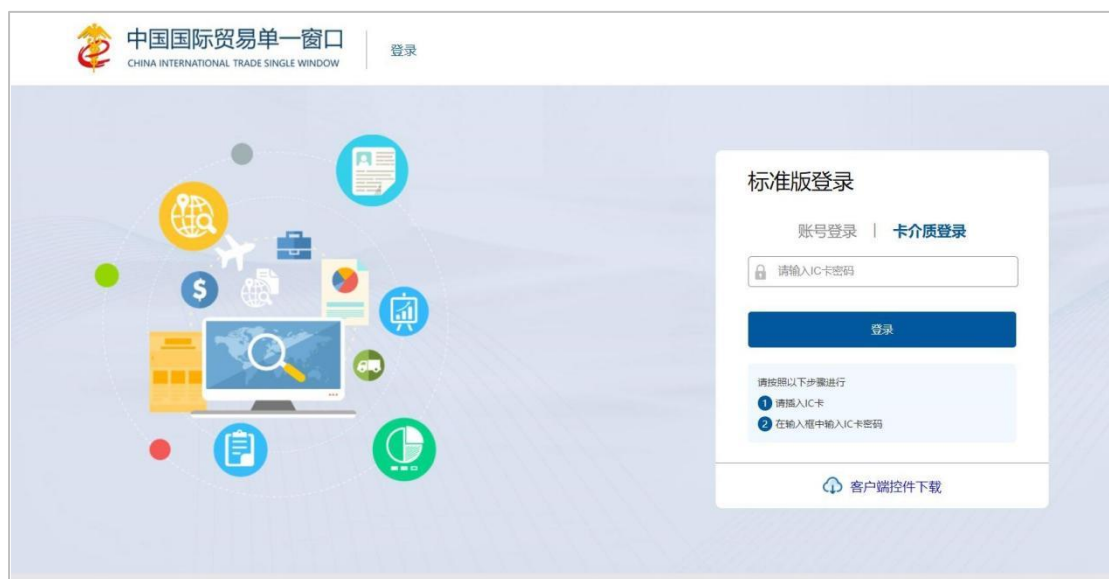 中国国际贸易单一窗口
CHINA INTERNATIONAL TRADE SINGLE WINDOW
登录
标准版登录
账号登录 | 卡介质登录
请输入IC卡密码
登录
请按照以下步骤进行
1 请插入IC卡
2 在输入框中输入IC卡密码
客户端控件下载